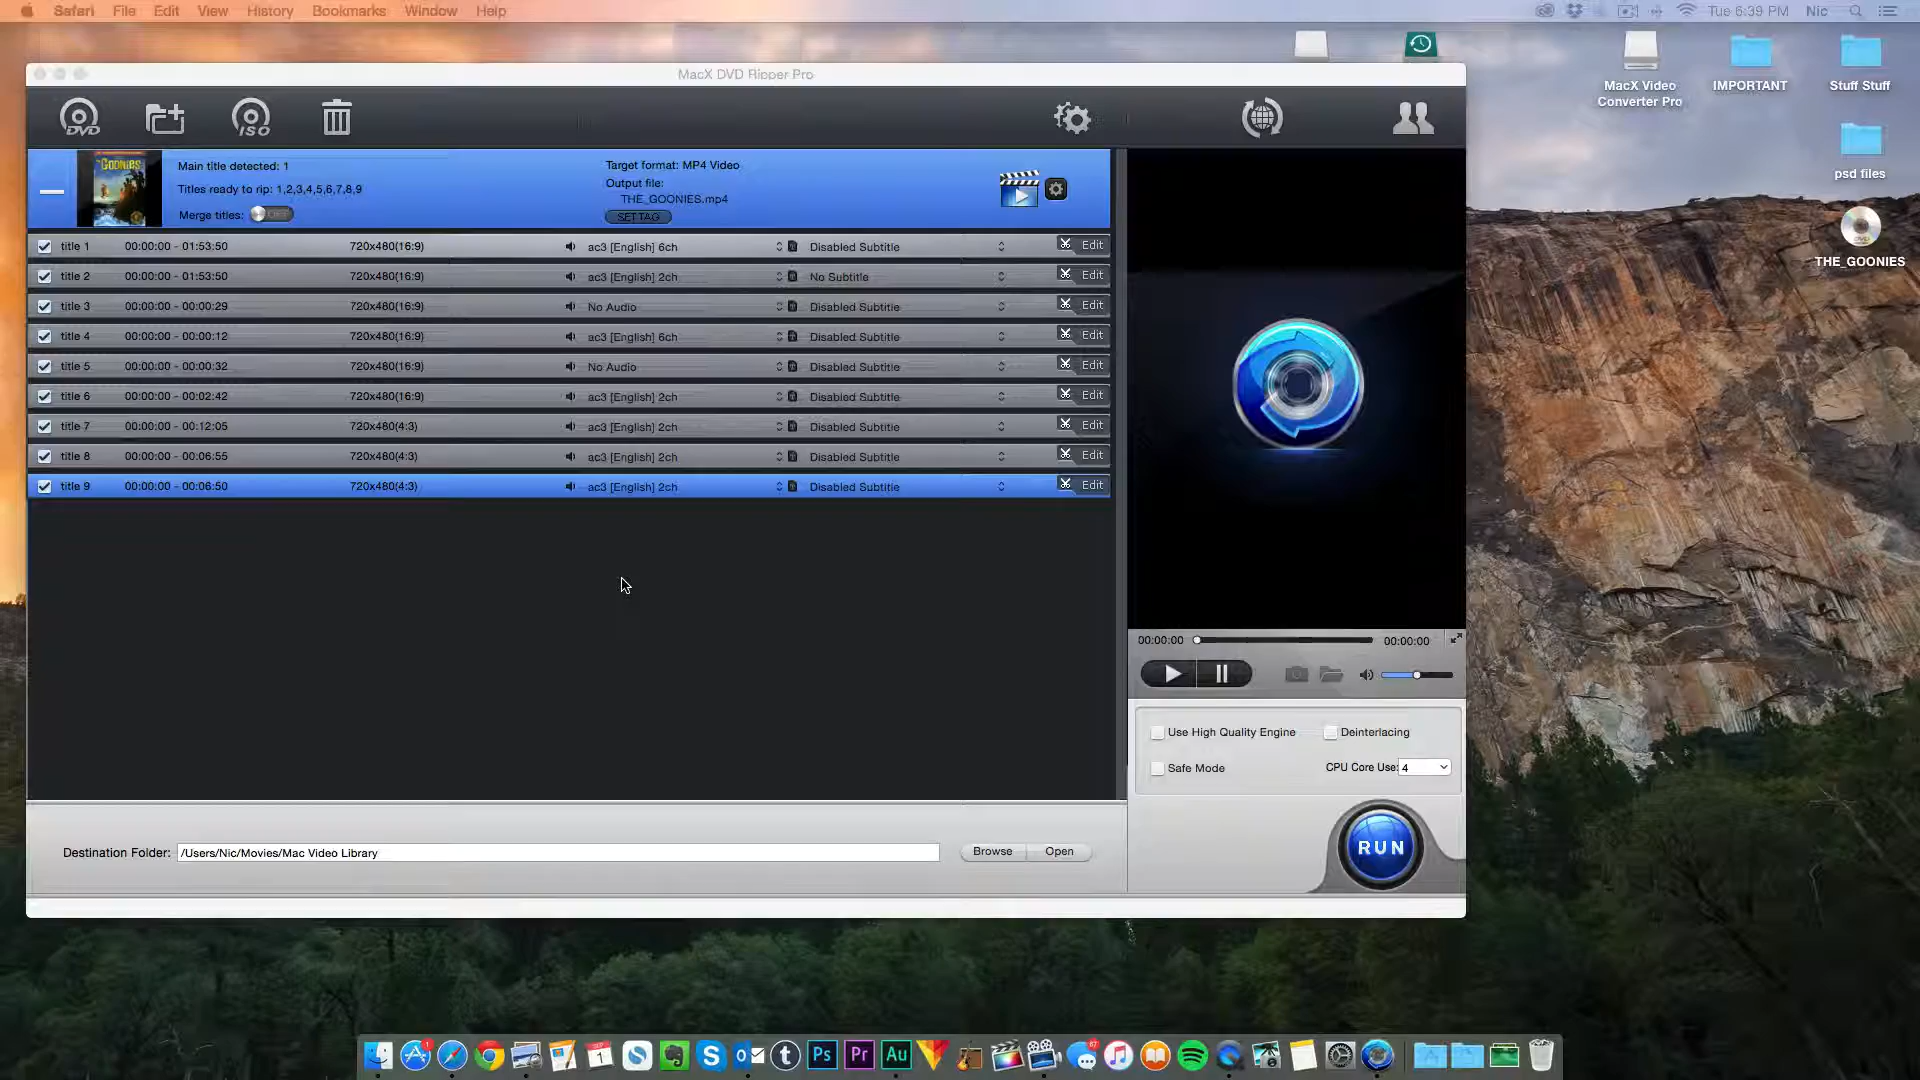 Safari File Edit View History Bookmarks Window Help Tue 6:39 PM Nic
MacX DVD Ripper Pro
DVD ISO
GOONIES
Main title detected: 1
Titles ready to rip: 1,2,3,4,5,6,7,8,9
Merge titles: OFF
Target format: MP4 Video
Output file:
THE_GOONIES.mp4
SET TAG
title 1 00:00:00 - 01:53:50 720x480(16:9) ac3 [English] 6ch Disabled Subtitle Edit
title 2 00:00:00 - 01:53:50 720x480(16:9) ac3 [English] 2ch No Subtitle Edit
title 3 00:00:00 - 00:00:29 720x480(16:9) No Audio Disabled Subtitle Edit
title 4 00:00:00 - 00:00:12 720x480(16:9) ac3 [English] 6ch Disabled Subtitle Edit
title 5 00:00:00 - 00:00:32 720x480(16:9) No Audio Disabled Subtitle Edit
title 6 00:00:00 - 00:02:42 720x480(16:9) ac3 [English] 2ch Disabled Subtitle Edit
title 7 00:00:00 - 00:12:05 720x480(4:3) ac3 [English] 2ch Disabled Subtitle Edit
title 8 00:00:00 - 00:06:55 720x480(4:3) ac3 [English] 2ch Disabled Subtitle Edit
title 9 00:00:00 - 00:06:50 720x480(4:3) ac3 [English] 2ch Disabled Subtitle Edit
00:00:00 00:00:00
Use High Quality Engine Deinterlacing
Safe Mode CPU Core Use: 4
Destination Folder: /Users/Nic/Movies/Mac Video Library Browse Open
RUN
MacX Video
Converter Pro
IMPORTANT
Stuff Stuff
psd files
DVD
THE_GOONIES
1 SEP 1 S S t Ps Pr Au 67